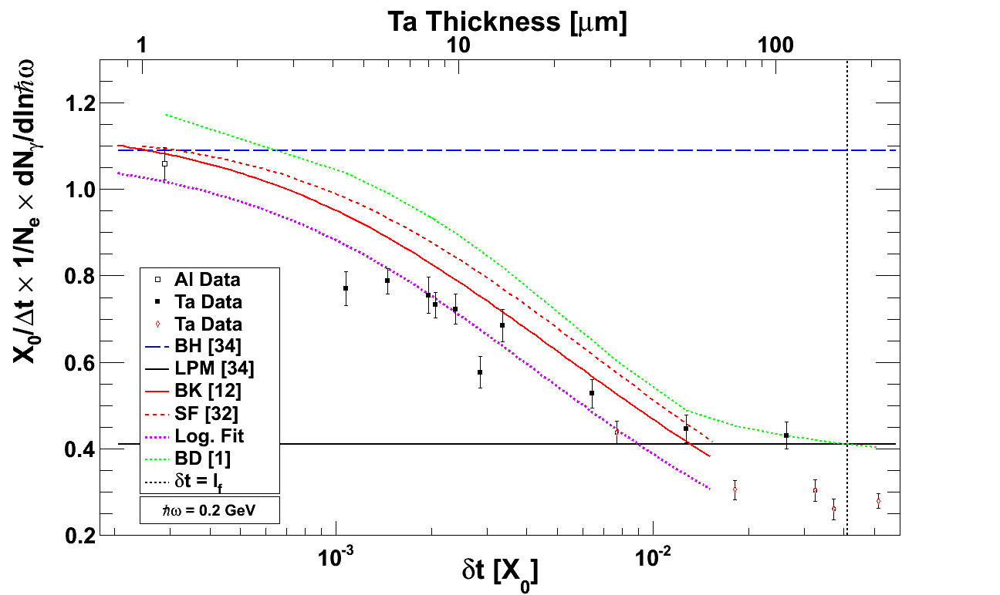 Ta Thickness [μm]
1 10 100
X₀/Δt × 1/Nₑ × dNᵧ/dlnħω
1.2
1.0
0.8
0.6
0.4
0.2
Al Data
Ta Data
Ta Data
BH [34]
LPM [34]
BK [12]
SF [32]
Log. Fit
BD [1]
δt = l_f
ħω = 0.2 GeV
10⁻³ 10⁻²
δt [X₀]